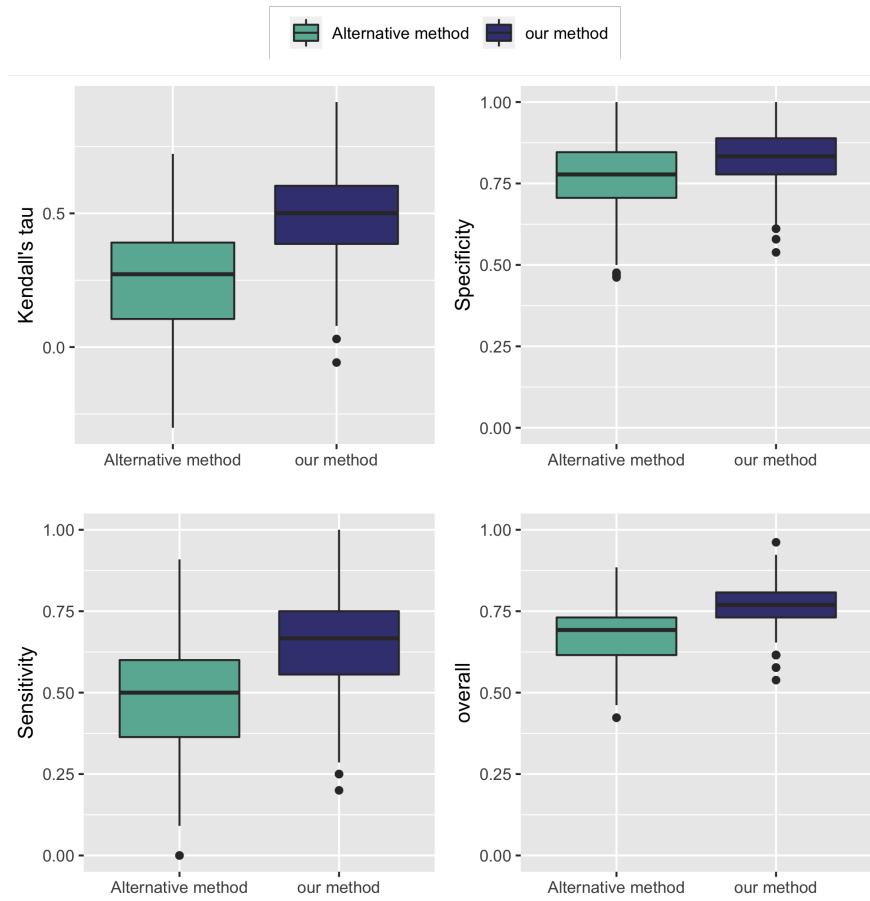 Alternative method our method
Kendall's tau
0.5
0.0
Alternative method our method
Specificity
1.00
0.75
0.50
0.25
0.00
Alternative method our method
Sensitivity
1.00
0.75
0.50
0.25
0.00
Alternative method our method
overall
1.00
0.75
0.50
0.25
0.00
Alternative method our method